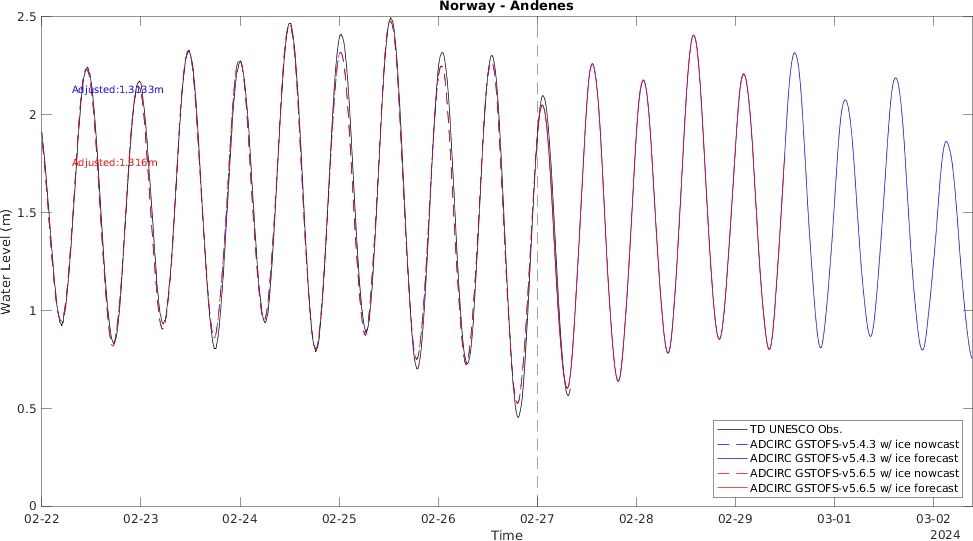 Norway - Andenes
2.5
Adjusted:1.3133m
2
Adjusted:1.316m
1.5
Water Level (m)
1
0.5
TD UNESCO Obs.
ADCIRC GSTOFS-v5.4.3 w/ ice nowcast
ADCIRC GSTOFS-v5.4.3 w/ ice forecast
ADCIRC GSTOFS-v5.6.5 w/ ice nowcast
ADCIRC GSTOFS-v5.6.5 w/ ice forecast
0
02-22 02-23 02-24 02-25 02-26 02-27 02-28 02-29 03-01 03-02
Time 2024